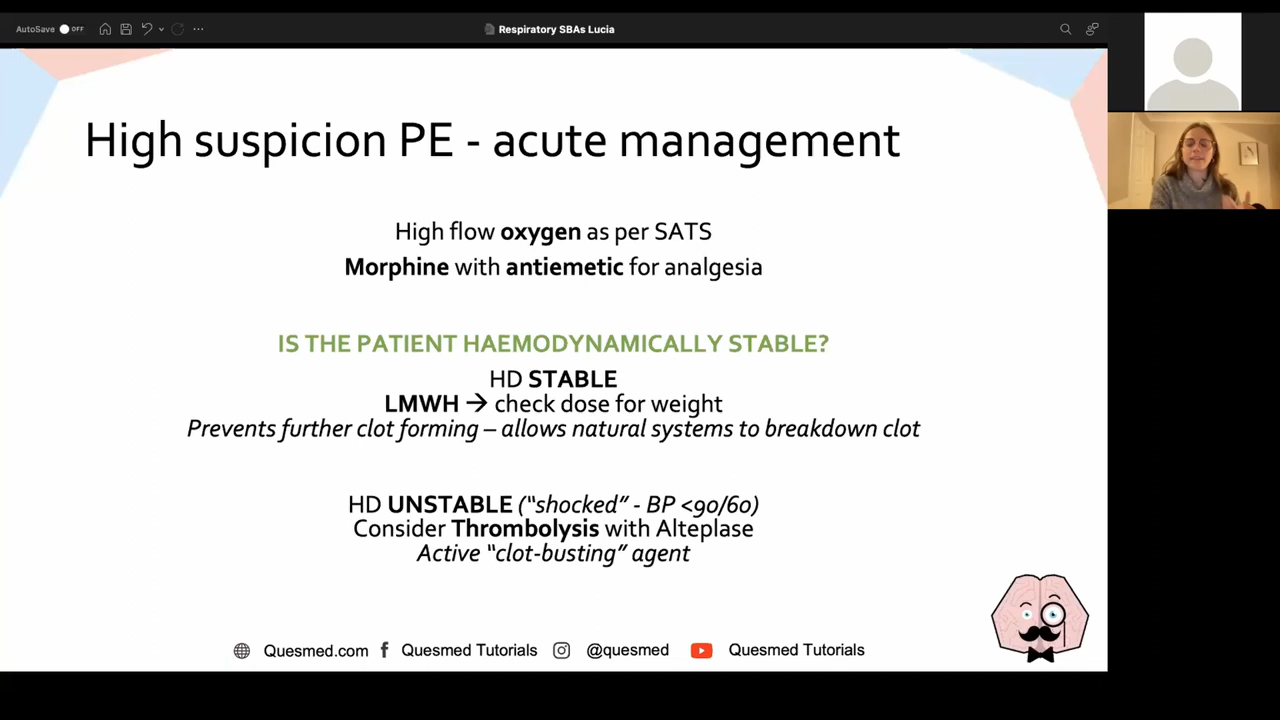 AutoSave OFF
Respiratory SBAs Lucia
High suspicion PE - acute management
High flow oxygen as per SATS
Morphine with antiemetic for analgesia
IS THE PATIENT HAEMODYNAMICALLY STABLE?
HD STABLE
LMWH → check dose for weight
Prevents further clot forming – allows natural systems to breakdown clot
HD UNSTABLE (“shocked” - BP <90/60)
Consider Thrombolysis with Alteplase
Active “clot-busting” agent
Quesmed.com Quesmed Tutorials @quesmed Quesmed Tutorials